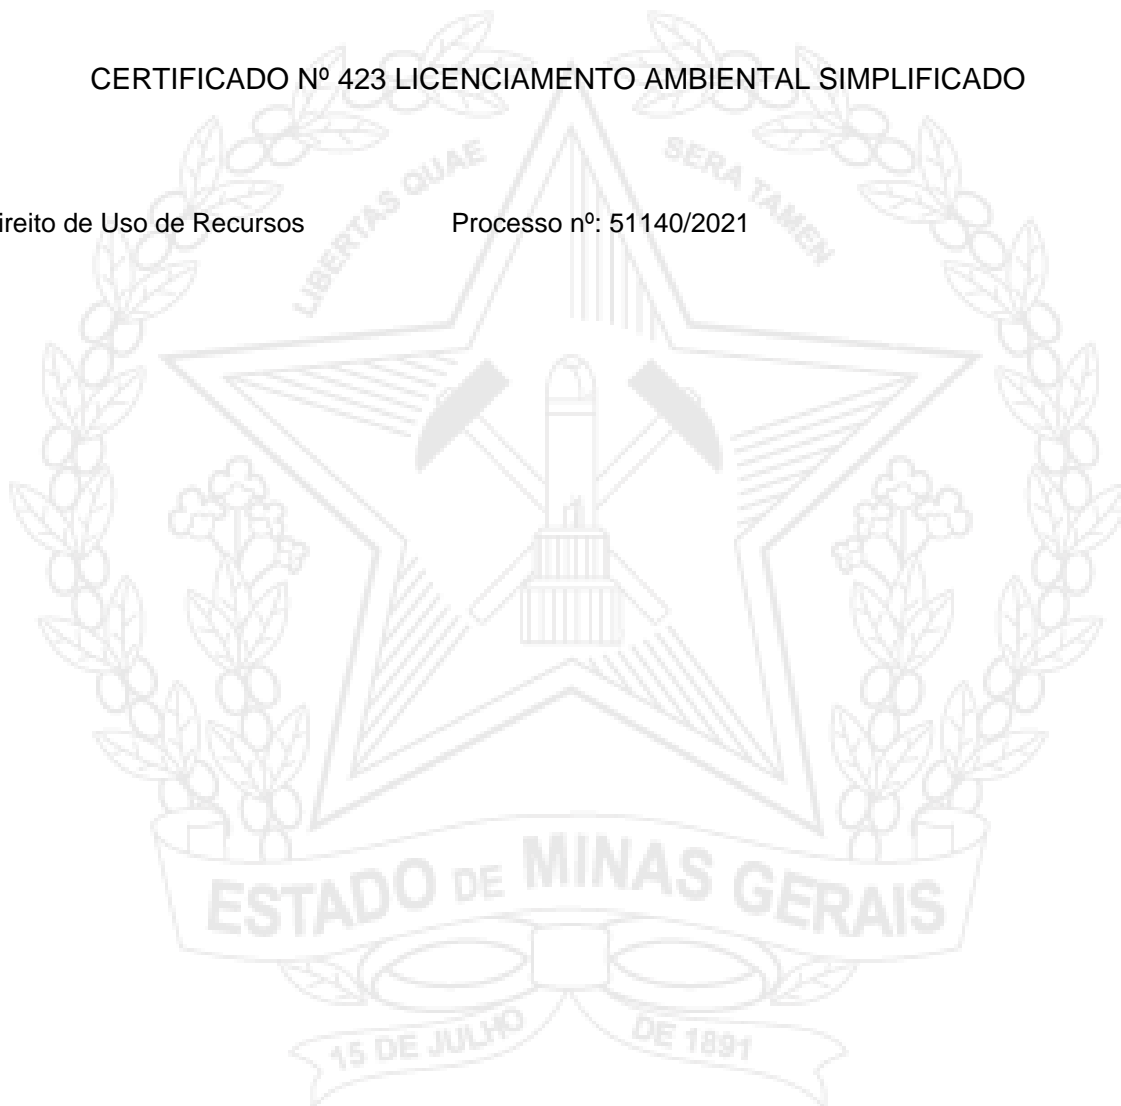 CERTIFICADO Nº 423 LICENCIAMENTO AMBIENTAL SIMPLIFICADO
LIBERTAS QUAE SERA TAMEN
ireito de Uso de Recursos Processo nº: 51140/2021
ESTADO DE MINAS GERAIS
15 DE JULHO DE 1891